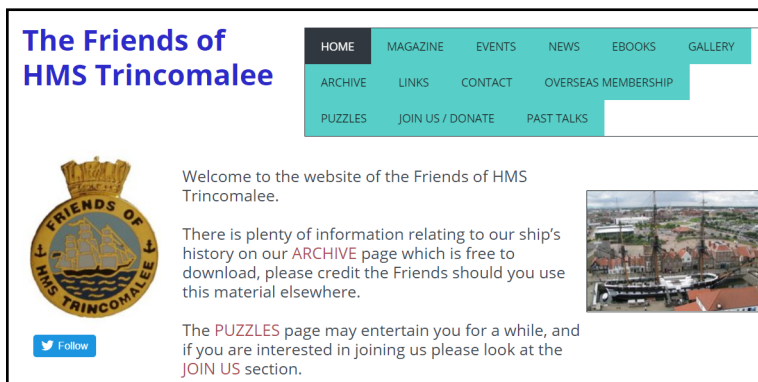 The Friends of
HMS Trincomalee
HOME MAGAZINE EVENTS NEWS EBOOKS GALLERY
ARCHIVE LINKS CONTACT OVERSEAS MEMBERSHIP
PUZZLES JOIN US / DONATE PAST TALKS
FRIENDS OF
HMS TRINCOMALEE
Follow
Welcome to the website of the Friends of HMS
Trincomalee.
There is plenty of information relating to our ship's
history on our ARCHIVE page which is free to
download, please credit the Friends should you use
this material elsewhere.
The PUZZLES page may entertain you for a while, and
if you are interested in joining us please look at the
JOIN US section.